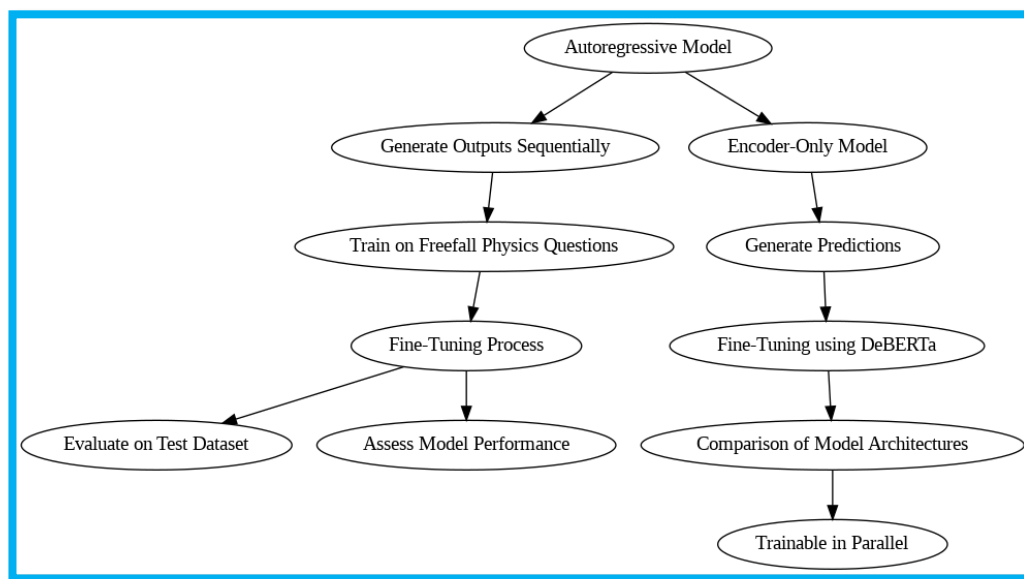 Autoregressive Model
Generate Outputs Sequentially
Encoder-Only Model
Train on Freefall Physics Questions
Generate Predictions
Fine-Tuning Process
Fine-Tuning using DeBERTa
Evaluate on Test Dataset
Assess Model Performance
Comparison of Model Architectures
Trainable in Parallel